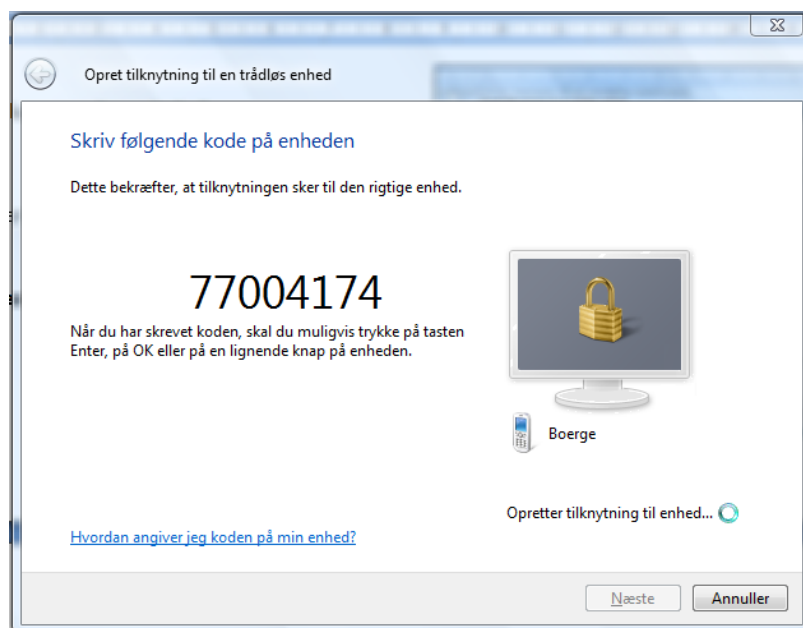 Opret tilknytning til en trådløs enhed
Skriv følgende kode på enheden
Dette bekræfter, at tilknytningen sker til den rigtige enhed.
77004174
Når du har skrevet koden, skal du muligvis trykke på tasten
Enter, på OK eller på en lignende knap på enheden.
Boerge
Opretter tilknytning til enhed...
Hvordan angiver jeg koden på min enhed?
Næste
Annuller